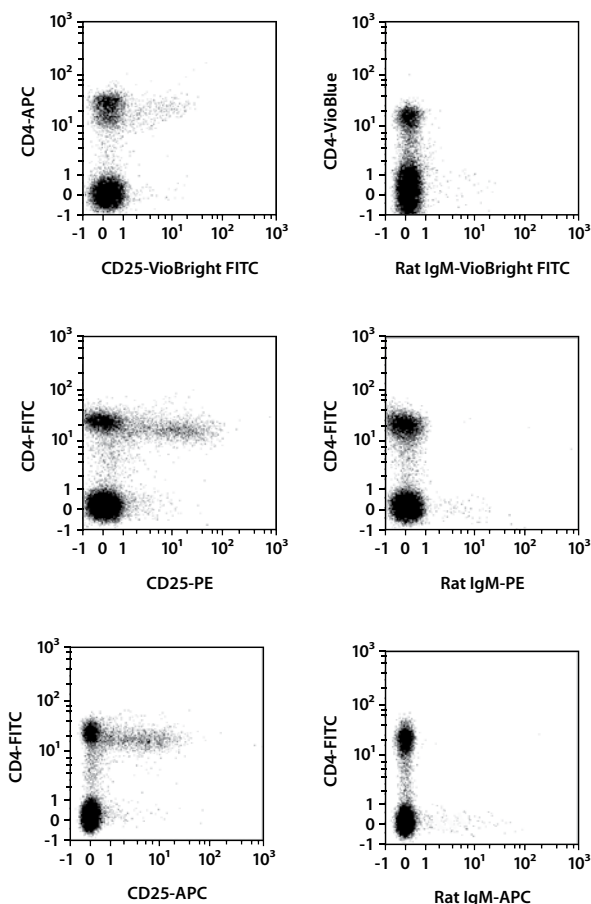 10³
10²
10¹
1
0
-1
CD4-APC
-1 0 1 10¹ 10² 10³
CD25-VioBright FITC
10³
10²
10¹
1
0
-1
CD4-VioBlue
-1 0 1 10¹ 10² 10³
Rat IgM-VioBright FITC
10³
10²
10¹
1
0
-1
CD4-FITC
-1 0 1 10¹ 10² 10³
CD25-PE
10³
10²
10¹
1
0
-1
CD4-FITC
-1 0 1 10¹ 10² 10³
Rat IgM-PE
10³
10²
10¹
1
0
-1
CD4-FITC
-1 0 1 10¹ 10² 10³
CD25-APC
10³
10²
10¹
1
0
-1
CD4-FITC
-1 0 1 10¹ 10² 10³
Rat IgM-APC